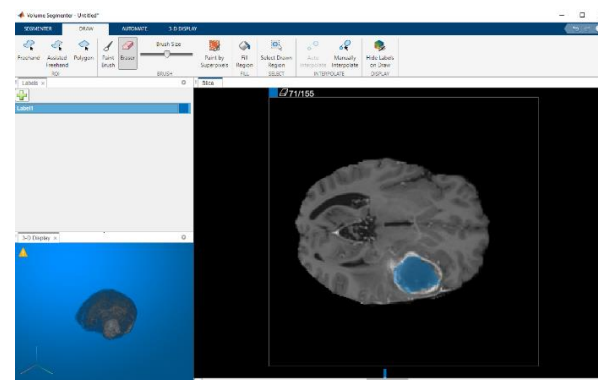 Volume Segmenter - Untitled*
SEGMENTER DRAW AUTOMATE 3-D DISPLAY
Brush Size
Freehand Assisted Freehand Polygon Paint Brush Eraser Paint by Superpixels Fill Region Select Drawn Region Auto Interpolate Manually Interpolate Hide Labels on Draw
ROI BRUSH FILL SELECT INTERPOLATE DISPLAY
Labels Slice
71/155
Label1
3-D Display